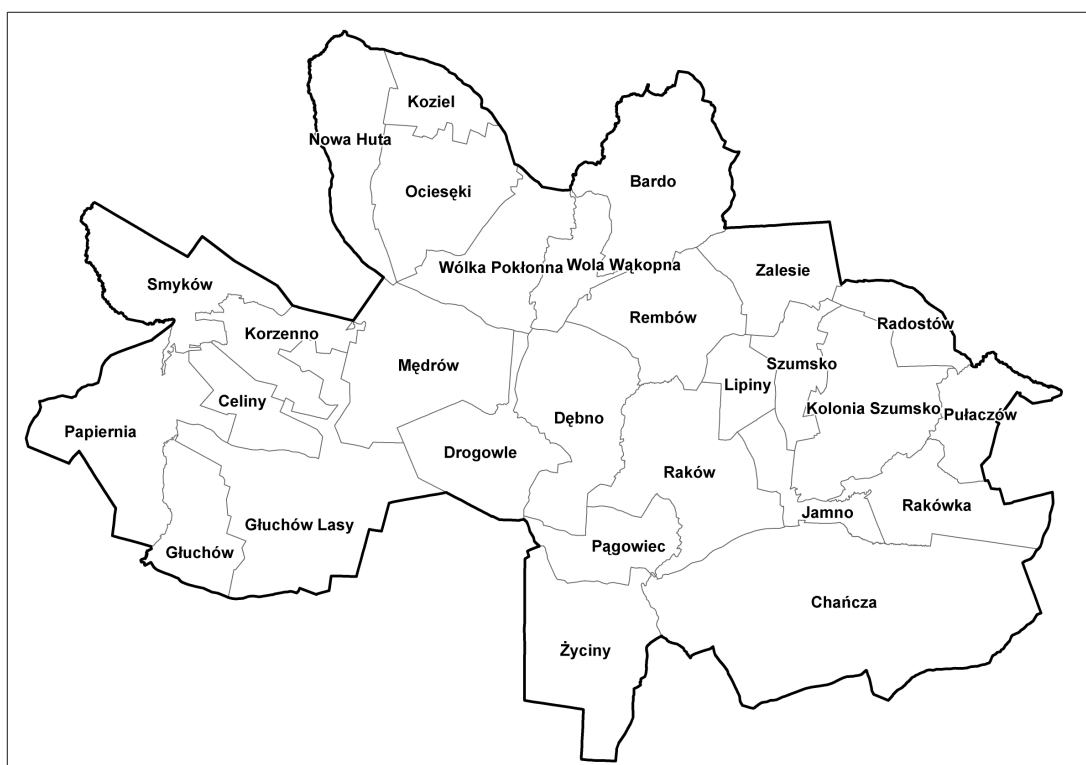 Koziel
Nowa Huta
Bardo
Ociesęki
Wólka Pokłonna
Wola Wąkopna
Zalesie
Smyków
Rembów
Radostów
Korzenno
Mędrów
Szumsko
Lipiny
Celiny
Kolonia Szumsko
Pułaczów
Papiernia
Dębno
Drogowle
Raków
Rakówka
Jamno
Głuchów Lasy
Głuchów
Pągowiec
Chańcza
Życiny